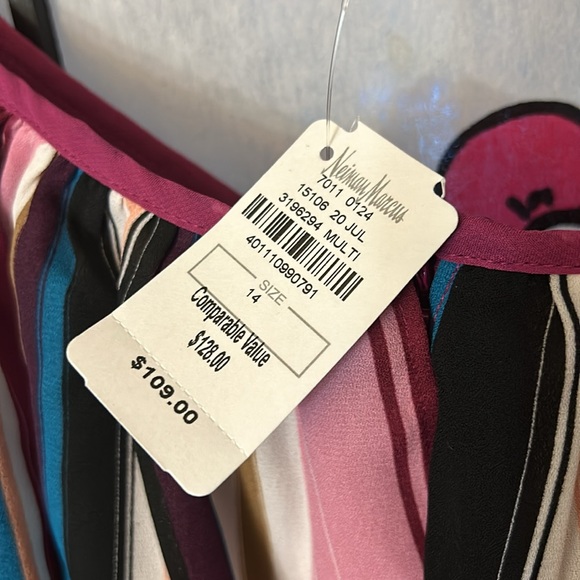 Neiman Marcus
7011 0124
15106 20 JUL
3196294 MULTI
401110990791
SIZE
14
Comparable Value
$128.00
$109.00